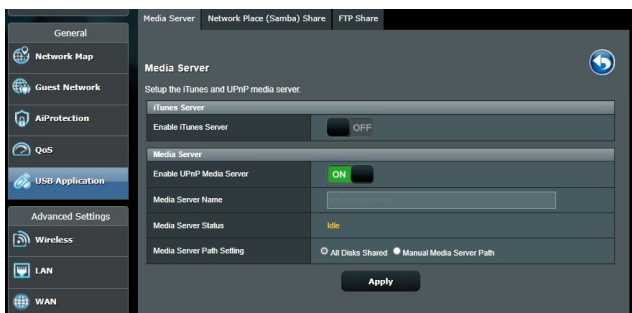 Media Server Network Place (Samba) Share FTP Share
General
Network Map
Guest Network
AiProtection
QoS
USB Application
Advanced Settings
Wireless
LAN
WAN
Media Server
Setup the iTunes and UPnP media server.
iTunes Server
Enable iTunes Server OFF
Media Server
Enable UPnP Media Server ON
Media Server Name
Media Server Status Idle
Media Server Path Setting All Disks Shared Manual Media Server Path
Apply